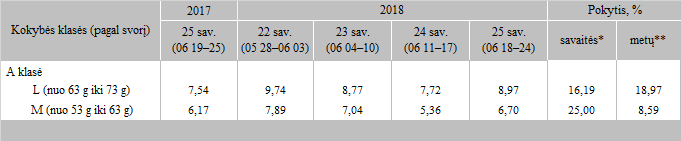 Kokybės klasės (pagal svorį) 2017 2018 Pokytis, %
25 sav. (06 19–25) 22 sav. (05 28–06 03) 23 sav. (06 04–10) 24 sav. (06 11–17) 25 sav. (06 18–24) savaitės* metų**
A klasė
L (nuo 63 g iki 73 g) 7,54 9,74 8,77 7,72 8,97 16,19 18,97
M (nuo 53 g iki 63 g) 6,17 7,89 7,04 5,36 6,70 25,00 8,59